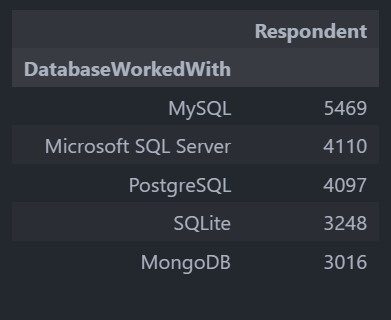 Respondent
DatabaseWorkedWith
MySQL 5469
Microsoft SQL Server 4110
PostgreSQL 4097
SQLite 3248
MongoDB 3016